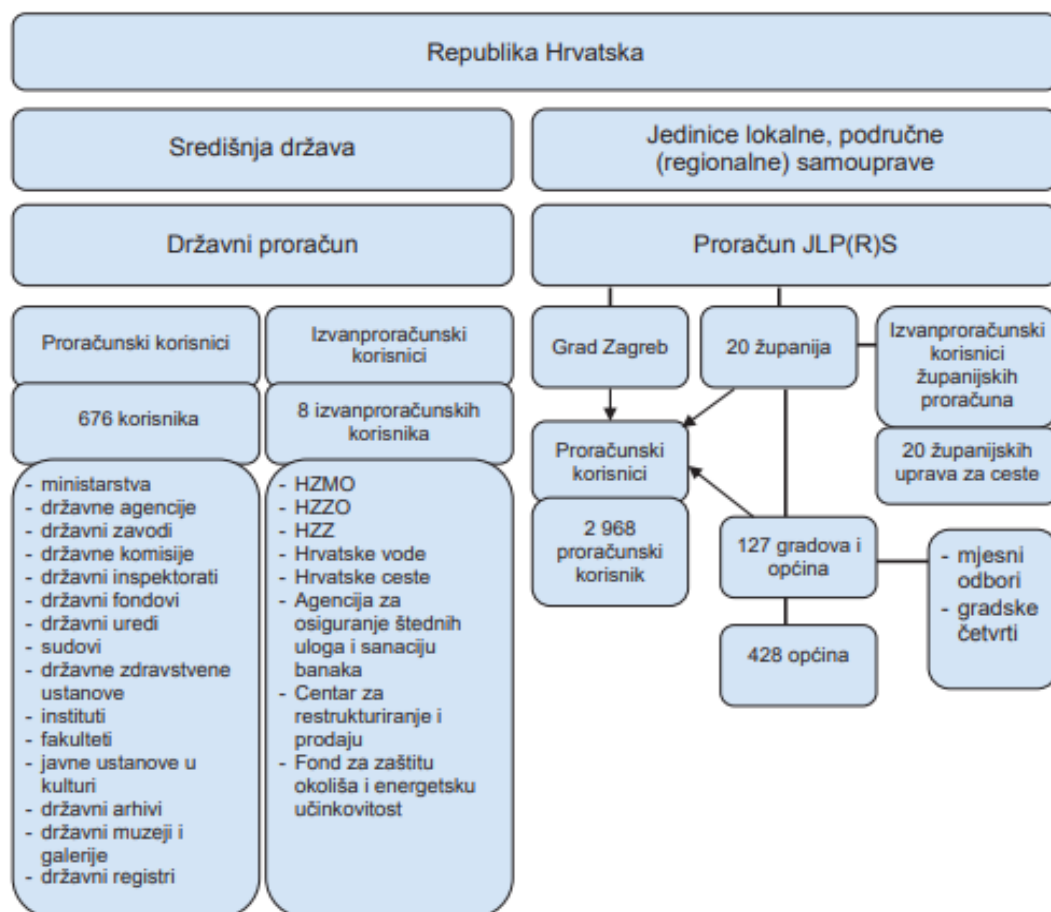 Republika Hrvatska
Središnja država
Jedinice lokalne, područne
(regionalne) samouprave
Državni proračun
Proračun JLP(R)S
Proračunski korisnici
Izvanproračunski
korisnici
676 korisnika
8 izvanproračunskih
korisnika
- ministarstva
- državne agencije
- državni zavodi
- državne komisije
- državni inspektorati
- državni fondovi
- državni uredi
- sudovi
- državne zdravstvene
ustanove
- instituti
- fakulteti
- javne ustanove u
kulturi
- državni arhivi
- državni muzeji i
galerije
- državni registri
- HZMO
- HZZO
- HZZ
- Hrvatske vode
- Hrvatske ceste
- Agencija za
osiguranje štednih
uloga i sanaciju
banaka
- Centar za
restrukturiranje i
prodaju
- Fond za zaštitu
okoliša i energetsku
učinkovitost
Grad Zagreb
20 županija
Izvanproračunski
korisnici
županijskih
proračuna
20 županijskih
uprava za ceste
Proračunski
korisnici
2 968
proračunski
korisnik
127 gradova i
općina
428 općina
- mjesni
odbori
- gradske
četvrti